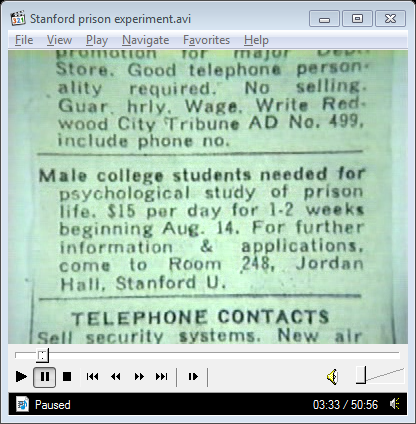 Stanford prison experiment.avi
File View Play Navigate Favorites Help
promotion for major Dept.
Store. Good telephone person-
ality required. No selling.
Guar. hrly. Wage. Write Red-
wood City Tribune AD No. 499,
include phone no.
Male college students needed for
psychological study of prison
life. $15 per day for 1-2 weeks
beginning Aug. 14. For further
information & applications,
come to Room 248, Jordan
Hall, Stanford U.
TELEPHONE CONTACTS
Sell security systems. New air
Paused 03:33 / 50:56